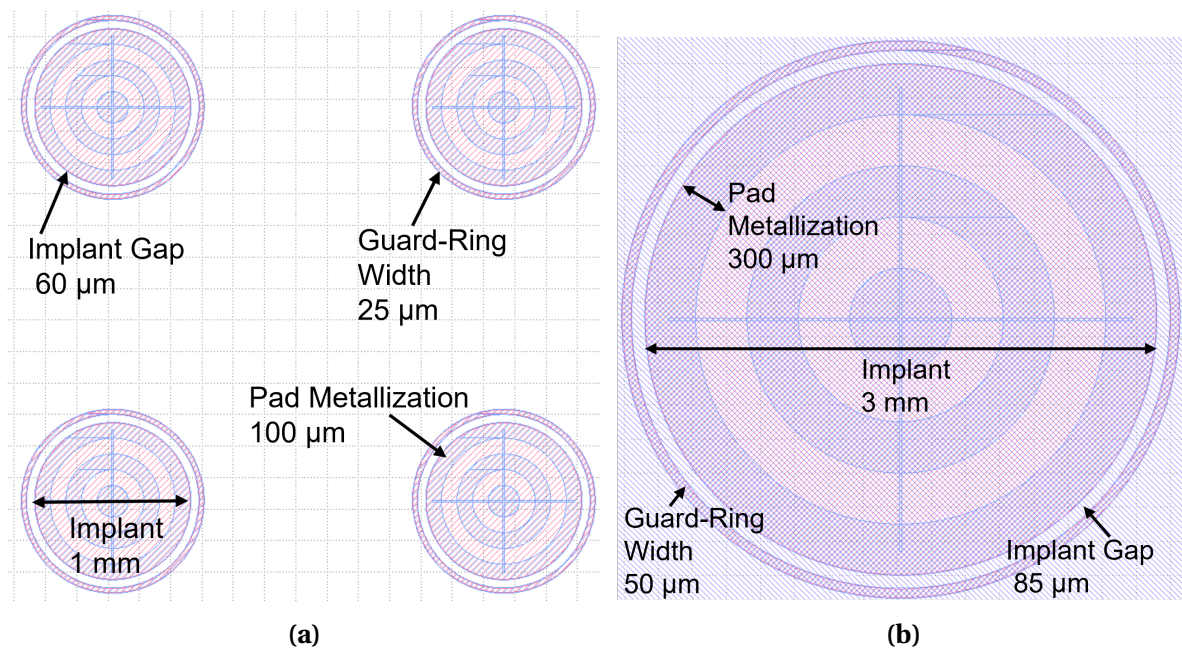 Implant Gap
60 µm
Guard-Ring
Width
25 µm
Pad Metallization
100 µm
Implant
1 mm
(a)
Pad
Metallization
300 µm
Implant
3 mm
Guard-Ring
Width
50 µm
Implant Gap
85 µm
(b)